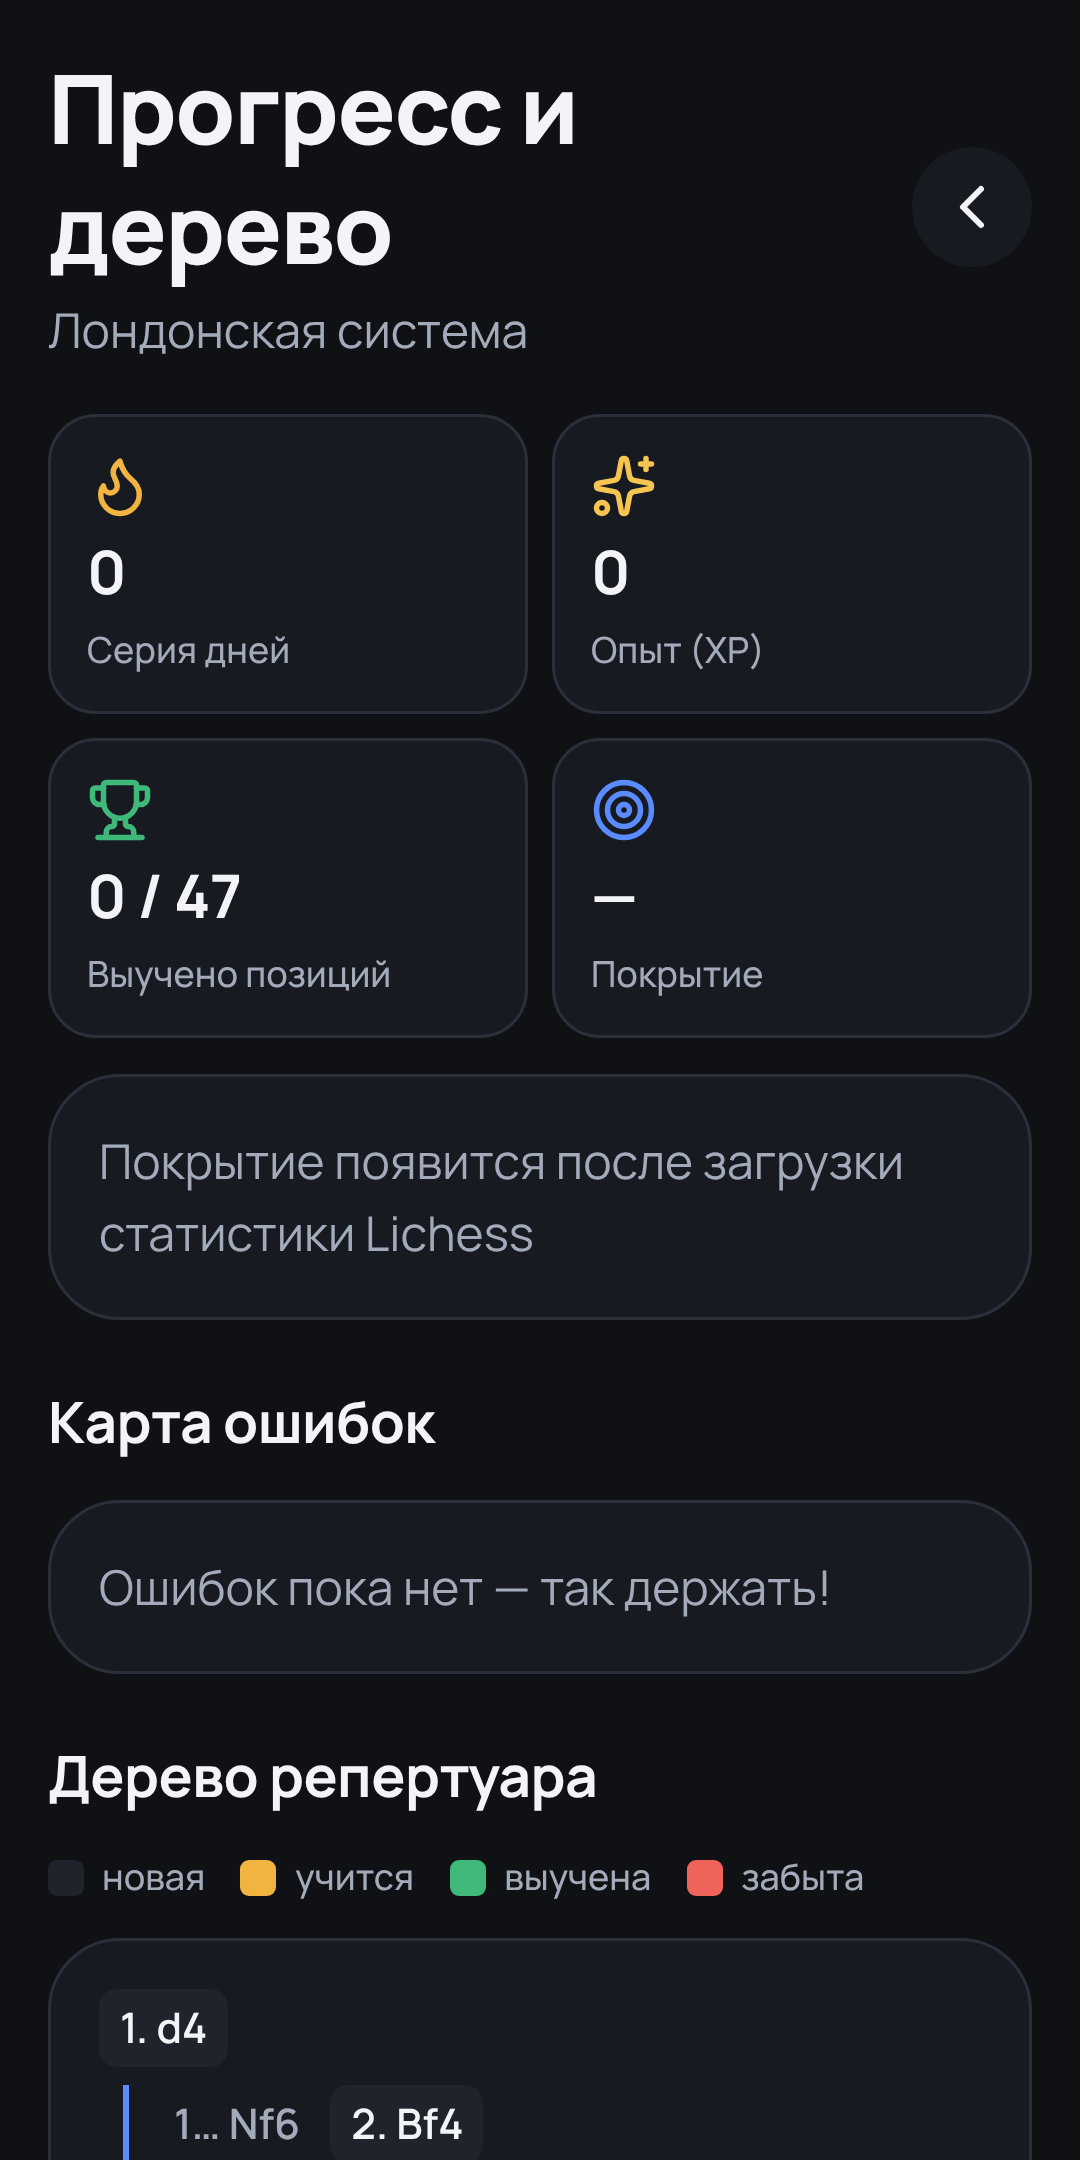 Прогресс и
дерево
Лондонская система
0
Серия дней
0
Опыт (XP)
0 / 47
Выучено позиций
—
Покрытие
Покрытие появится после загрузки
статистики Lichess
Карта ошибок
Ошибок пока нет — так держать!
Дерево репертуара
новая учится выучена забыта
1. d4
1... Nf6 2. Bf4